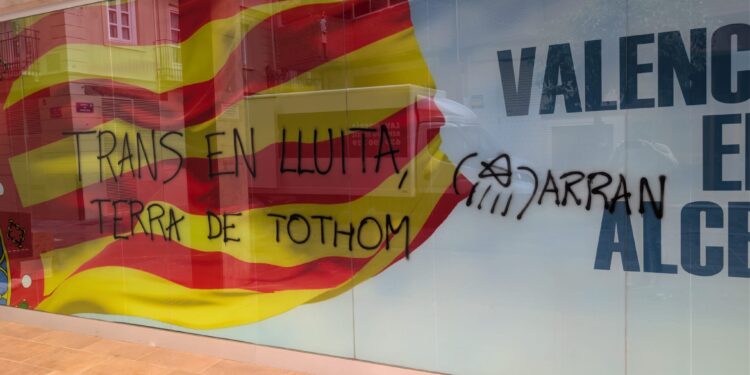 TRANS EN LLUITA,
TERRA DE TOTHOM
ARRAN
VALENC
EN
ALCE